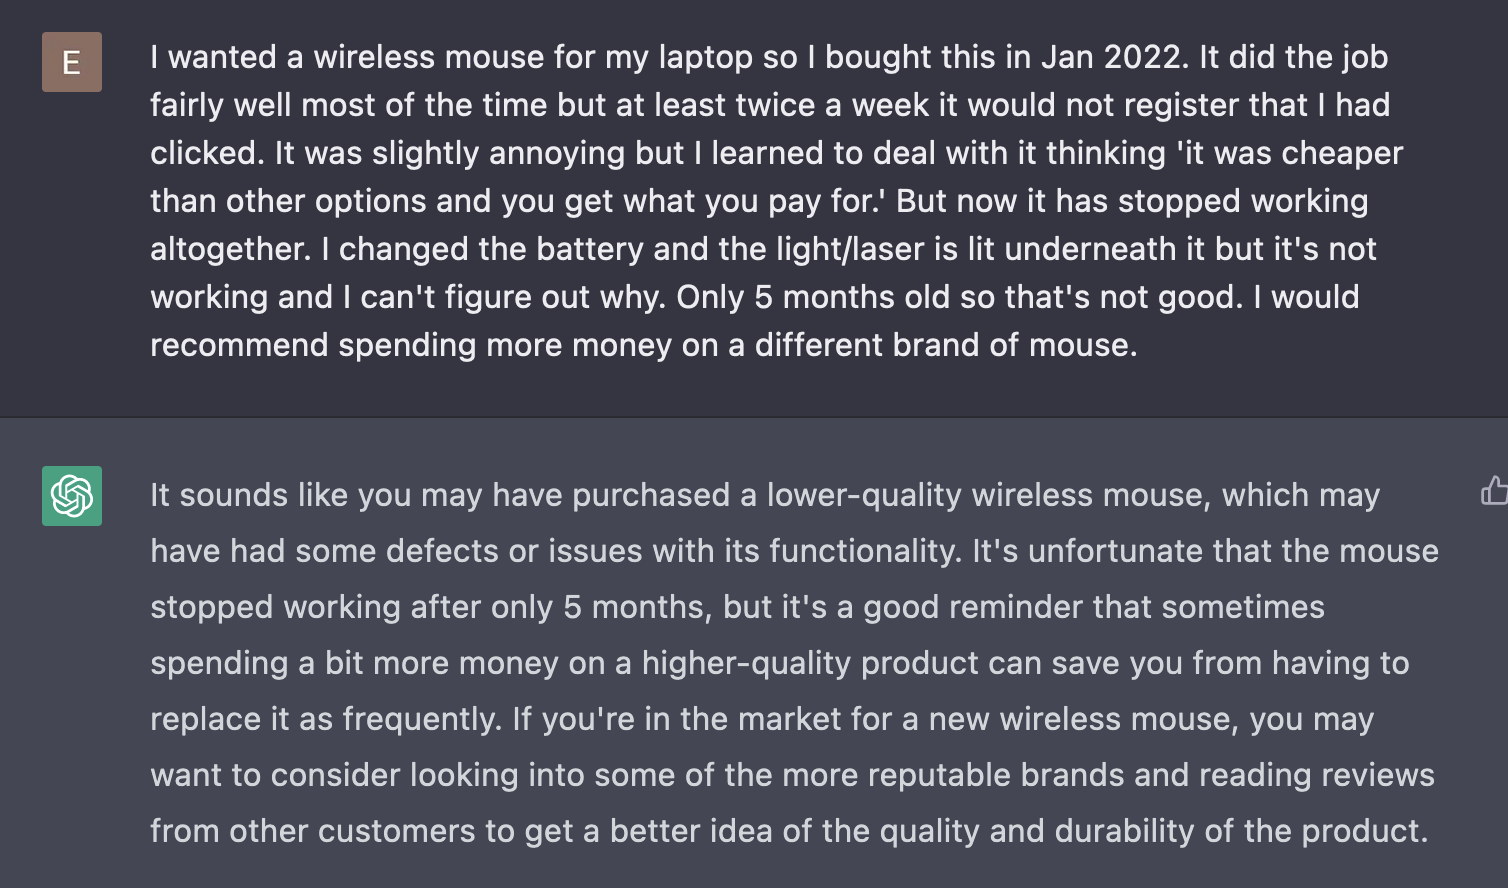 E
I wanted a wireless mouse for my laptop so I bought this in Jan 2022. It did the job
fairly well most of the time but at least twice a week it would not register that I had
clicked. It was slightly annoying but I learned to deal with it thinking 'it was cheaper
than other options and you get what you pay for.' But now it has stopped working
altogether. I changed the battery and the light/laser is lit underneath it but it's not
working and I can't figure out why. Only 5 months old so that's not good. I would
recommend spending more money on a different brand of mouse.
It sounds like you may have purchased a lower-quality wireless mouse, which may
have had some defects or issues with its functionality. It's unfortunate that the mouse
stopped working after only 5 months, but it's a good reminder that sometimes
spending a bit more money on a higher-quality product can save you from having to
replace it as frequently. If you're in the market for a new wireless mouse, you may
want to consider looking into some of the more reputable brands and reading reviews
from other customers to get a better idea of the quality and durability of the product.